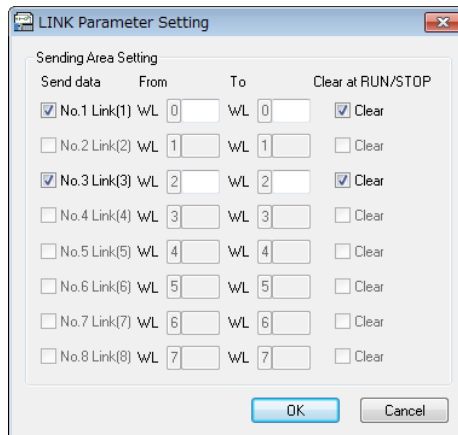 LINK Parameter Setting
Sending Area Setting
Send data From To Clear at RUN/STOP
No.1 Link(1) WL 0 WL 0 Clear
No.2 Link(2) WL 1 WL 1 Clear
No.3 Link(3) WL 2 WL 2 Clear
No.4 Link(4) WL 3 WL 3 Clear
No.5 Link(5) WL 4 WL 4 Clear
No.6 Link(6) WL 5 WL 5 Clear
No.7 Link(7) WL 6 WL 6 Clear
No.8 Link(8) WL 7 WL 7 Clear
OK Cancel